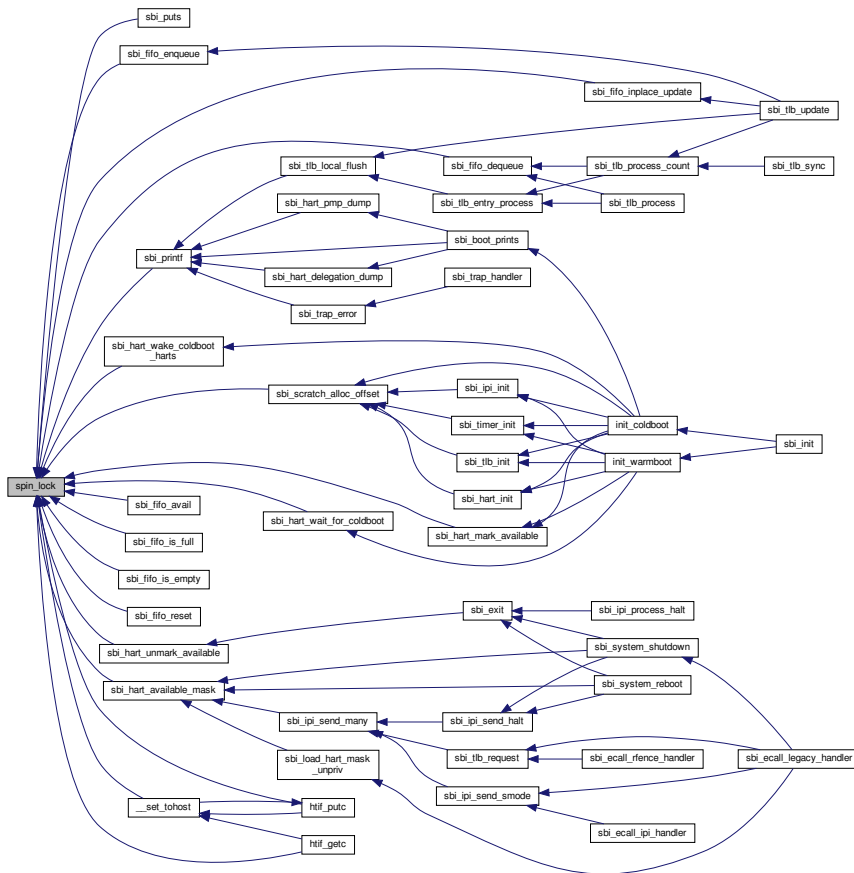 sbi_puts
sbi_fifo_enqueue
sbi_fifo_inplace_update
sbi_tlb_update
sbi_tlb_local_flush
sbi_fifo_dequeue
sbi_tlb_process_count
sbi_tlb_sync
sbi_hart_pmp_dump
sbi_tlb_entry_process
sbi_tlb_process
sbi_printf
sbi_boot_prints
sbi_hart_delegation_dump
sbi_trap_handler
sbi_trap_error
sbi_hart_wake_coldboot
_harts
sbi_scratch_alloc_offset
sbi_ipi_init
sbi_timer_init
init_coldboot
sbi_init
sbi_tlb_init
init_warmboot
spin_lock
sbi_hart_init
sbi_fifo_avail
sbi_hart_wait_for_coldboot
sbi_hart_mark_available
sbi_fifo_is_full
sbi_fifo_is_empty
sbi_fifo_reset
sbi_exit
sbi_ipi_process_halt
sbi_hart_unmark_available
sbi_system_shutdown
sbi_hart_available_mask
sbi_system_reboot
sbi_ipi_send_many
sbi_ipi_send_halt
sbi_load_hart_mask
_unpriv
sbi_tlb_request
sbi_ecall_rfence_handler
sbi_ecall_legacy_handler
sbi_ipi_send_smode
__set_tohost
htif_putc
sbi_ecall_ipi_handler
htif_getc